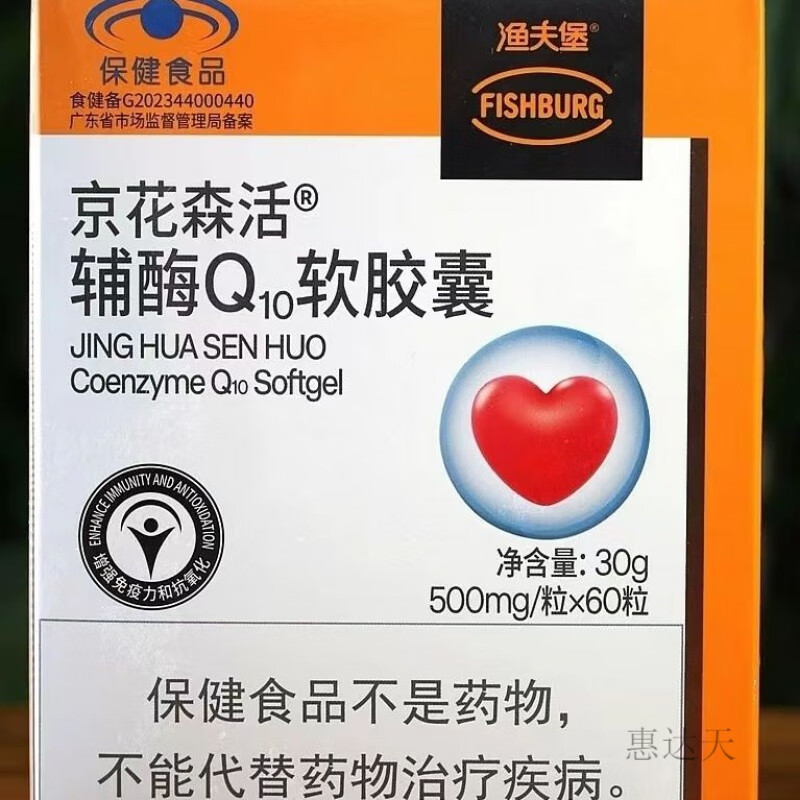 保健食品
食健备G202344000440
广东省市场监督管理局备案
渔夫堡®
FISHBURG
京花森活®
辅酶Q10软胶囊
JING HUA SEN HUO
Coenzyme Q10 Softgel
ENHANCE IMMUNITY AND ANTIOXIDATION
增强免疫力和抗氧化
净含量: 30g
500mg/粒×60粒
保健食品不是药物,
不能代替药物治疗疾病。
惠达天